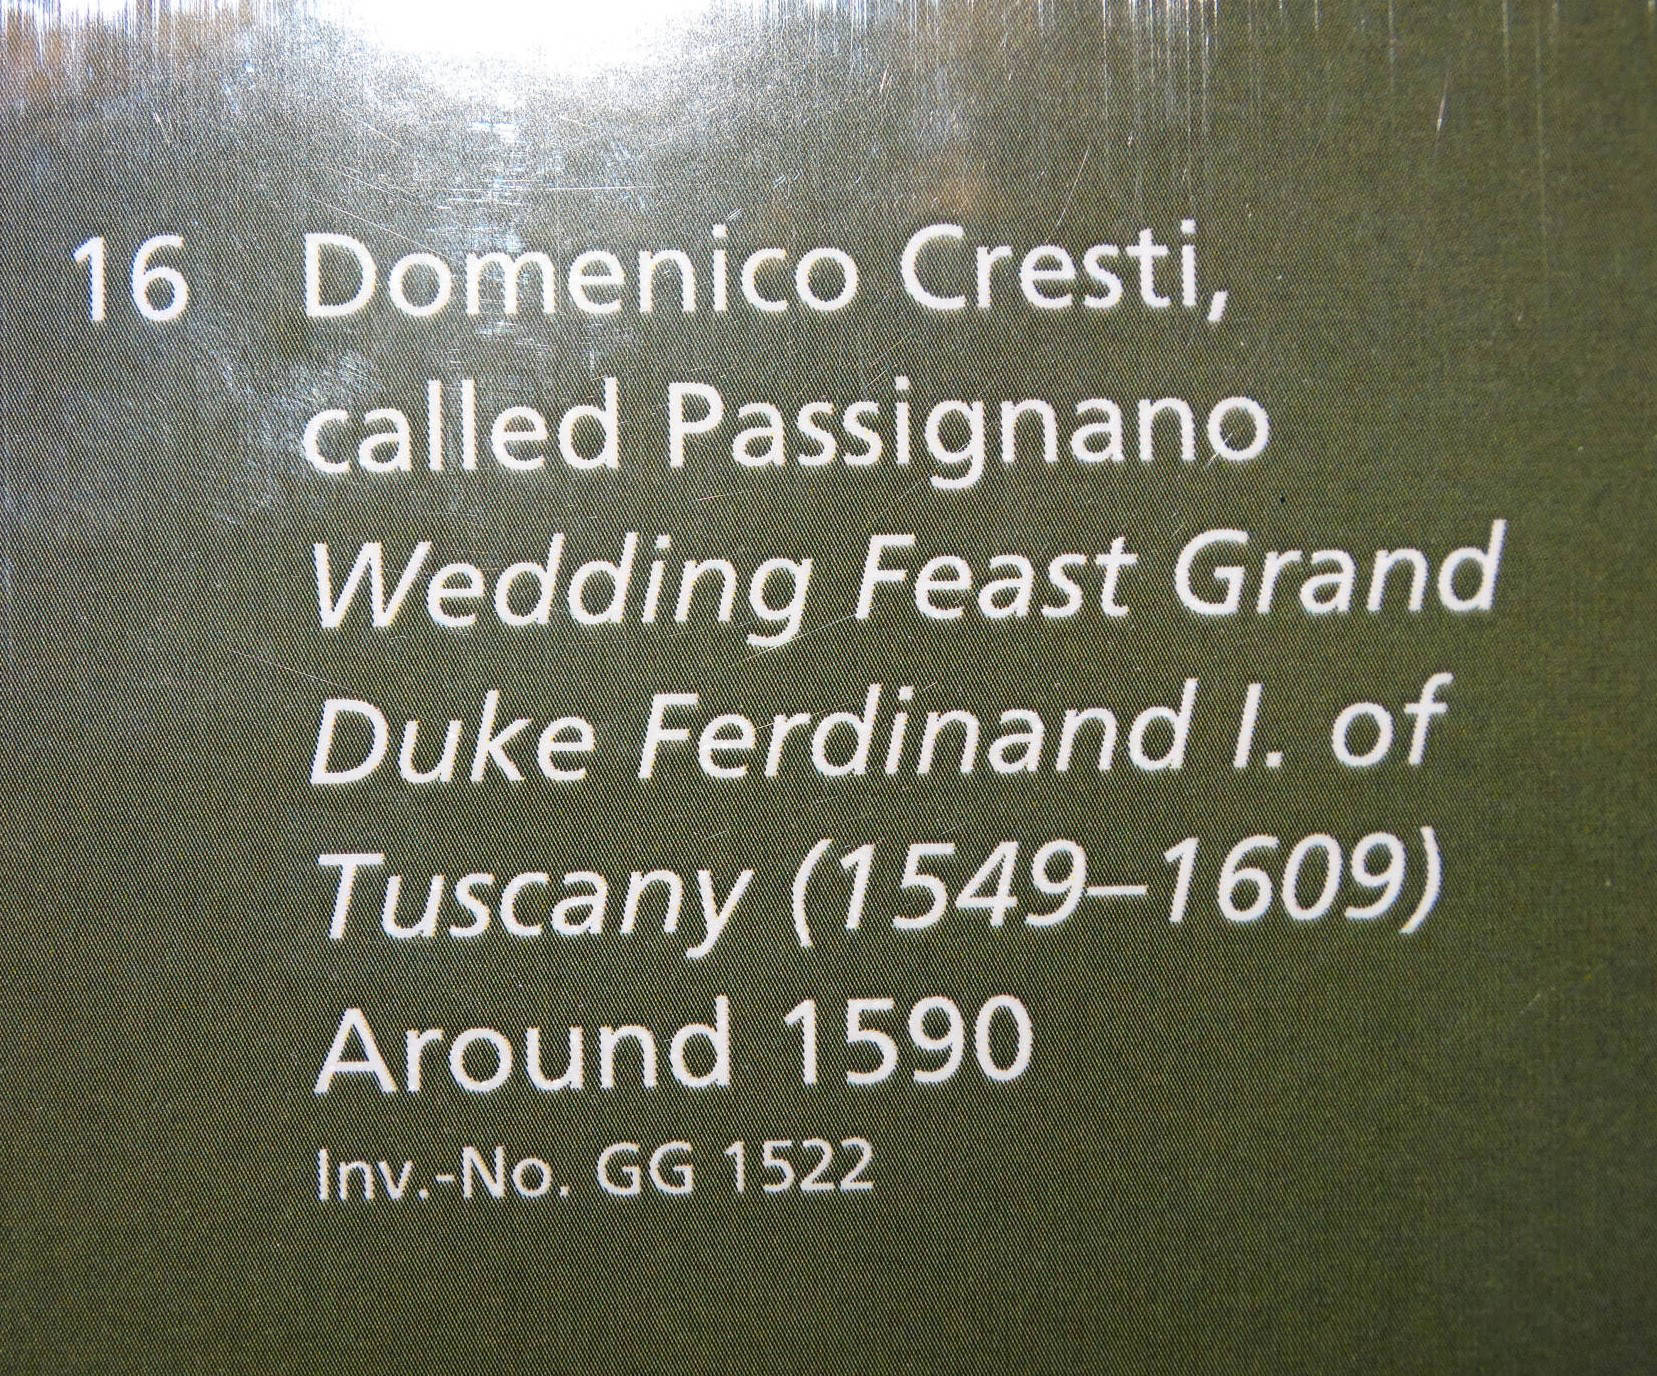 16 Domenico Cresti,
called Passignano
Wedding Feast Grand
Duke Ferdinand I. of
Tuscany (1549–1609)
Around 1590
Inv.-No. GG 1522